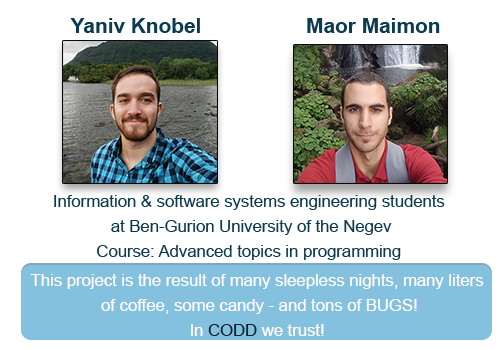 Yaniv Knobel Maor Maimon
Information & software systems engineering students
at Ben-Gurion University of the Negev
Course: Advanced topics in programming
This project is the result of many sleepless nights, many liters
of coffee, some candy - and tons of BUGS!
In CODD we trust!